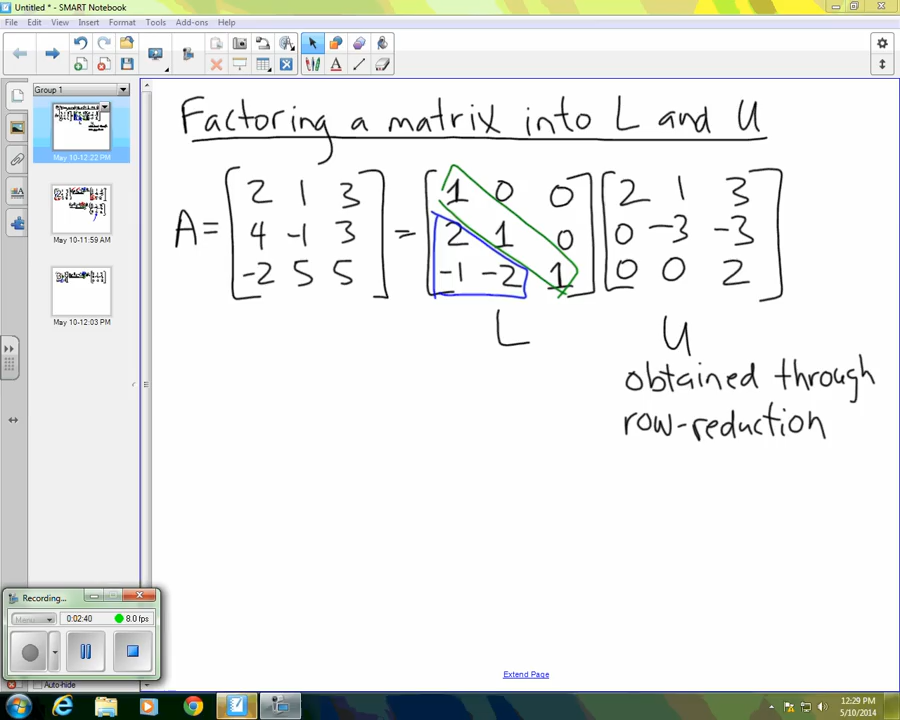 Untitled * - SMART Notebook
File Edit View Insert Format Tools Add-ons Help
Group 1
May 10-12:22 PM
May 10-11:59 AM
May 10-12:03 PM
Factoring a matrix into L and U
A = [2 1 3] = [1 0 0] [2 1 3]
[4 -1 3] [2 1 0] [0 -3 -3]
[-2 5 5] [-1 -2 1] [0 0 2]
L U
obtained through
row-reduction
Extend Page
Recording...
Menu
0:02:40 8.0 fps
Auto-hide
12:29 PM
5/10/2014